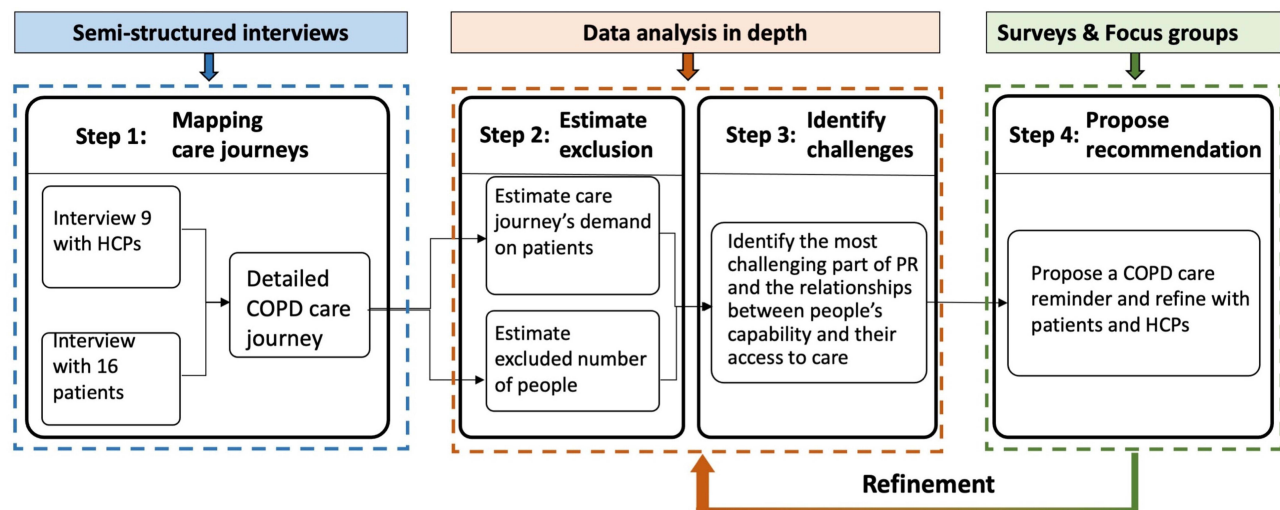 Semi-structured interviews
Data analysis in depth
Surveys & Focus groups
Step 1:
Mapping
care journeys
Interview 9
with HCPs
Interview
with 16
patients
Detailed
COPD care
journey
Step 2:
Estimate
exclusion
Estimate care
journey's demand
on patients
Estimate
excluded number
of people
Step 3:
Identify
challenges
Identify the most
challenging part of PR
and the relationships
between people's
capability and their
access to care
Step 4:
Propose
recommendation
Propose a COPD care
reminder and refine with
patients and HCPs
Refinement